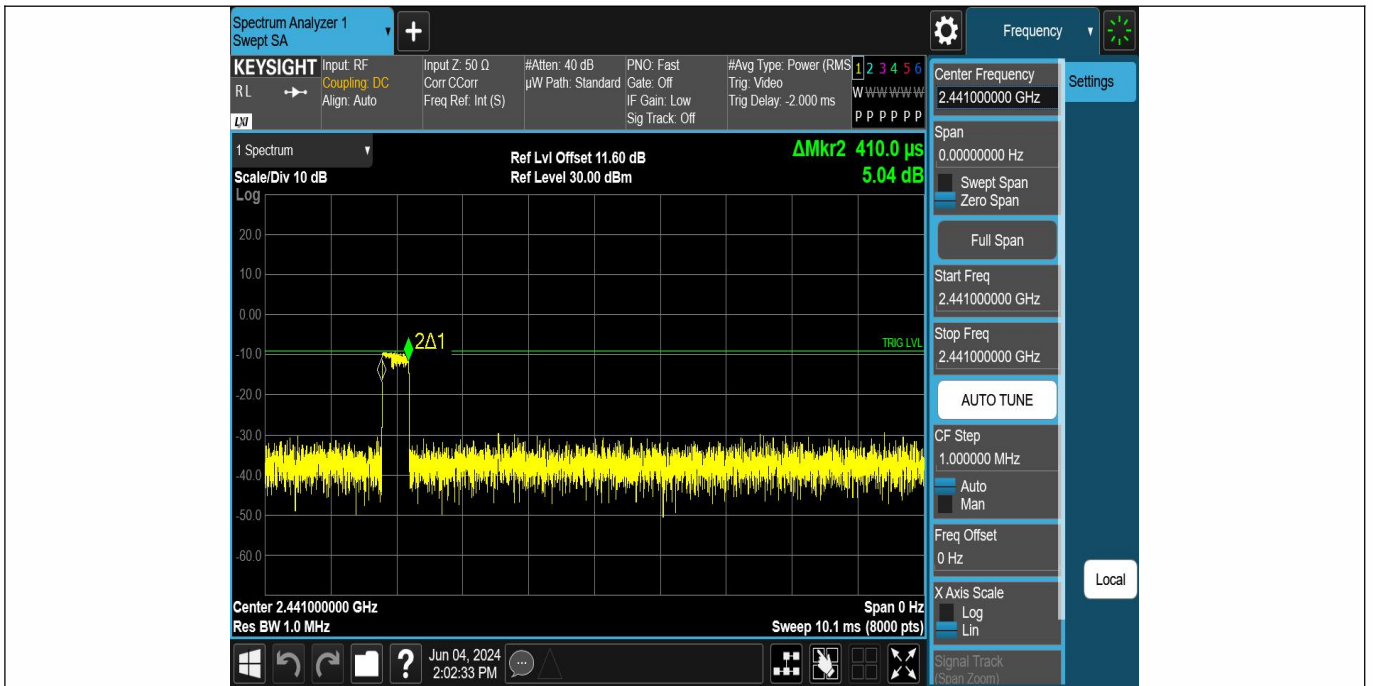 Spectrum Analyzer 1
Swept SA
+
Frequency
KEYSIGHT
RL
LXI
Input: RF
Coupling: DC
Align: Auto
Input Z: 50 Ω
Corr CCorr
Freq Ref: Int (S)
#Atten: 40 dB
µW Path: Standard
PNO: Fast
Gate: Off
IF Gain: Low
Sig Track: Off
#Avg Type: Power (RMS
Trig: Video
Trig Delay: -2.000 ms
1 2 3 4 5 6
W W W W W W
P P P P P P
1 Spectrum
Scale/Div 10 dB
Ref Lvl Offset 11.60 dB
Ref Level 30.00 dBm
ΔMkr2 410.0 µs
5.04 dB
Log
20.0
10.0
0.00
-10.0
-20.0
-30.0
-40.0
-50.0
-60.0
2Δ1
TRIG LVL
Center 2.441000000 GHz
Res BW 1.0 MHz
Span 0 Hz
Sweep 10.1 ms (8000 pts)
Center Frequency
2.441000000 GHz
Settings
Span
0.00000000 Hz
Swept Span
Zero Span
Full Span
Start Freq
2.441000000 GHz
Stop Freq
2.441000000 GHz
AUTO TUNE
CF Step
1.000000 MHz
Auto
Man
Freq Offset
0 Hz
Local
X Axis Scale
Log
Lin
Signal Track
(Span Zoom)
?
Jun 04, 2024
2:02:33 PM